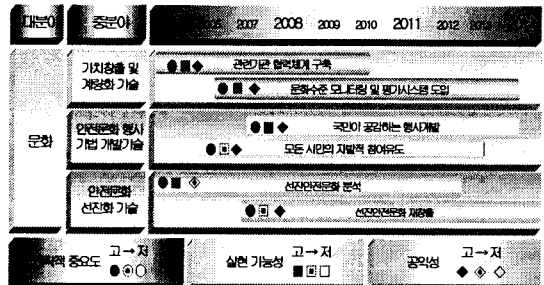 대분야 중분야 2007 2008 2009 2010 2011 2012
문화
가치창출 및
계량화 기술
관련기관 협력체계 구축
문화수준 모니터링 및 평가시스템 도입
안전문화 행사
기법 개발기술
국민이 공감하는 행사개발
모든 시민의 자발적 참여유도
안전문화
선진화 기술
선진안전문화 분석
선진안전문화 재창출
중요도 고→저
실현 가능성 고→저
공익성 고→저